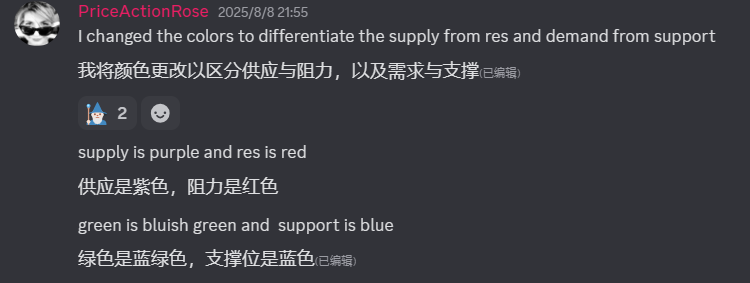 PriceActionRose 2025/8/8 21:55
I changed the colors to differentiate the supply from res and demand from support
我将颜色更改以区分供应与阻力，以及需求与支撑(已编辑)
2
supply is purple and res is red
供应是紫色，阻力是红色
green is bluish green and support is blue
绿色是蓝绿色，支撑位是蓝色(已编辑)